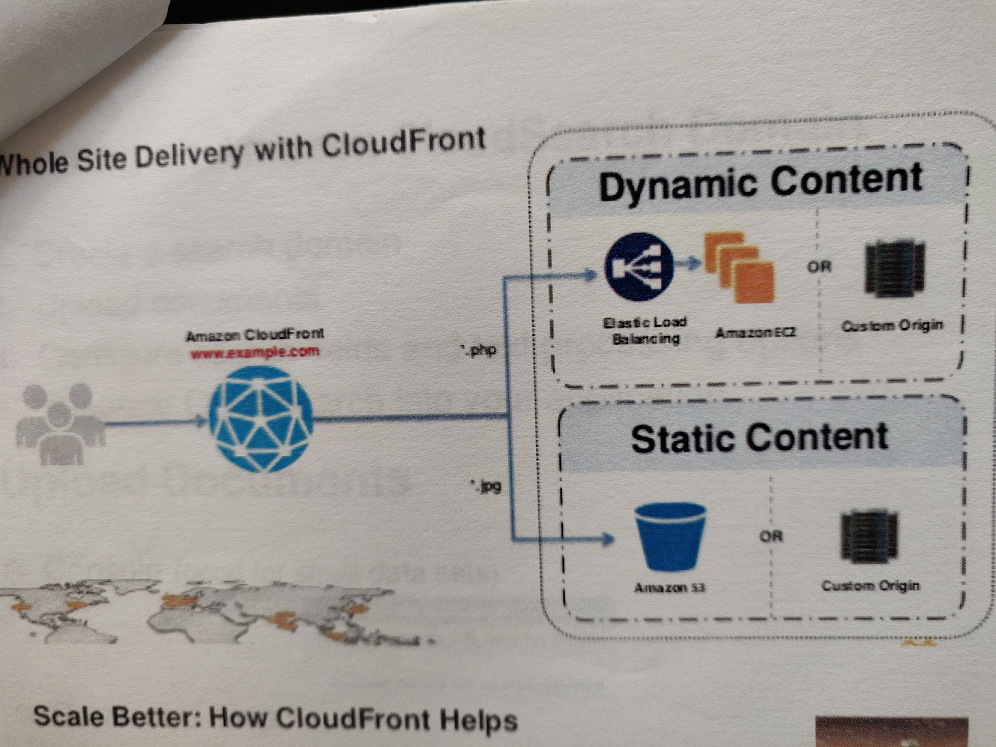 Whole Site Delivery with CloudFront
Dynamic Content
Elastic Load
Balancing
Amazon EC2
OR
Custom Origin
Amazon CloudFront
www.example.com
*.php
*.jpg
Static Content
Amazon S3
OR
Custom Origin
Scale Better: How CloudFront Helps